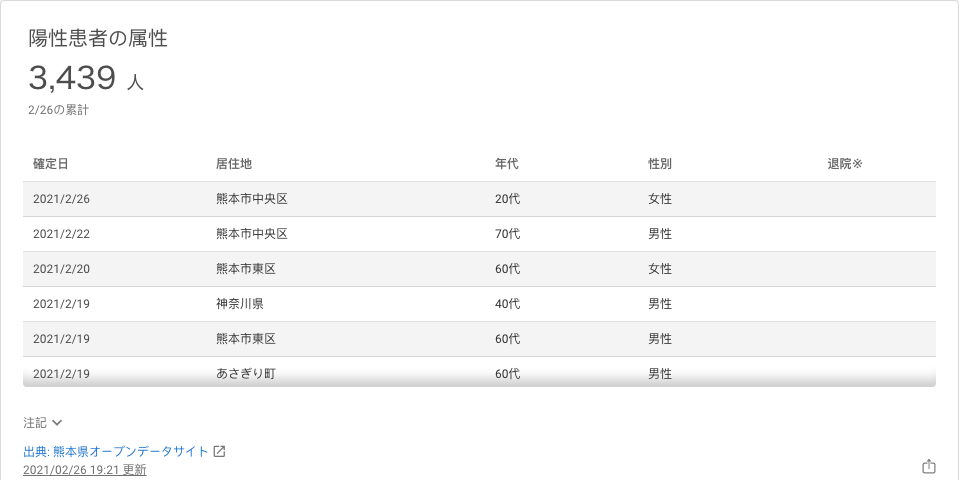 陽性患者の属性
3,439 人
2/26の累計
確定日 居住地 年代 性別 退院※
2021/2/26 熊本市中央区 20代 女性
2021/2/22 熊本市中央区 70代 男性
2021/2/20 熊本市東区 60代 女性
2021/2/19 神奈川県 40代 男性
2021/2/19 熊本市東区 60代 男性
2021/2/19 あさぎり町 60代 男性
注記
出典: 熊本県オープンデータサイト
2021/02/26 19:21 更新